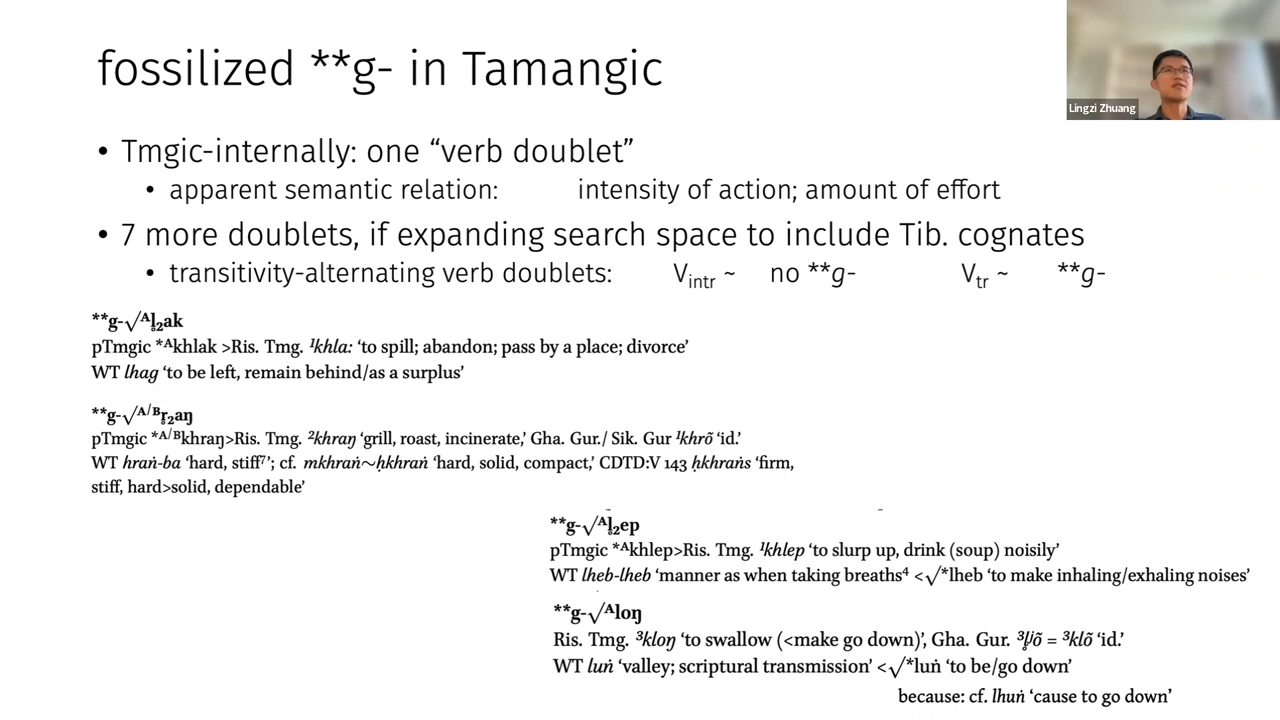 fossilized **g- in Tamangic
Lingzi Zhuang
• Tmgic-internally: one “verb doublet”
• apparent semantic relation: intensity of action; amount of effort
• 7 more doublets, if expanding search space to include Tib. cognates
• transitivity-alternating verb doublets: Vintr ~ no **g- Vtr ~ **g-
**g-√ᴬl̥₂ak
pTmgic *ᴬkhlak >Ris. Tmg. ¹khla: ‘to spill; abandon; pass by a place; divorce’
WT lhag ‘to be left, remain behind/as a surplus’
**g-√ᴬ/ᴮr̥₂aŋ
pTmgic *ᴬ/ᴮkhraŋ>Ris. Tmg. ²khraŋ ‘grill, roast, incinerate,’ Gha. Gur./ Sik. Gur ¹khrõ ‘id.’
WT hraṅ-ba ‘hard, stiff⁷’; cf. mkhraṅ~ḥkhraṅ ‘hard, solid, compact,’ CDTD:V 143 ḥkhraṅs ‘firm,
stiff, hard>solid, dependable’
**g-√ᴬl̥₂ep
pTmgic *ᴬkhlep>Ris. Tmg. ¹khlep ‘to slurp up, drink (soup) noisily’
WT lheb-lheb ‘manner as when taking breaths⁴ <√*lheb ‘to make inhaling/exhaling noises’
**g-√ᴬloŋ
Ris. Tmg. ³kloŋ ‘to swallow (<make go down)’, Gha. Gur. ³l̥jõ = ³klõ ‘id.’
WT luṅ ‘valley; scriptural transmission’ <√*luṅ ‘to be/go down’
because: cf. lhuṅ ‘cause to go down’